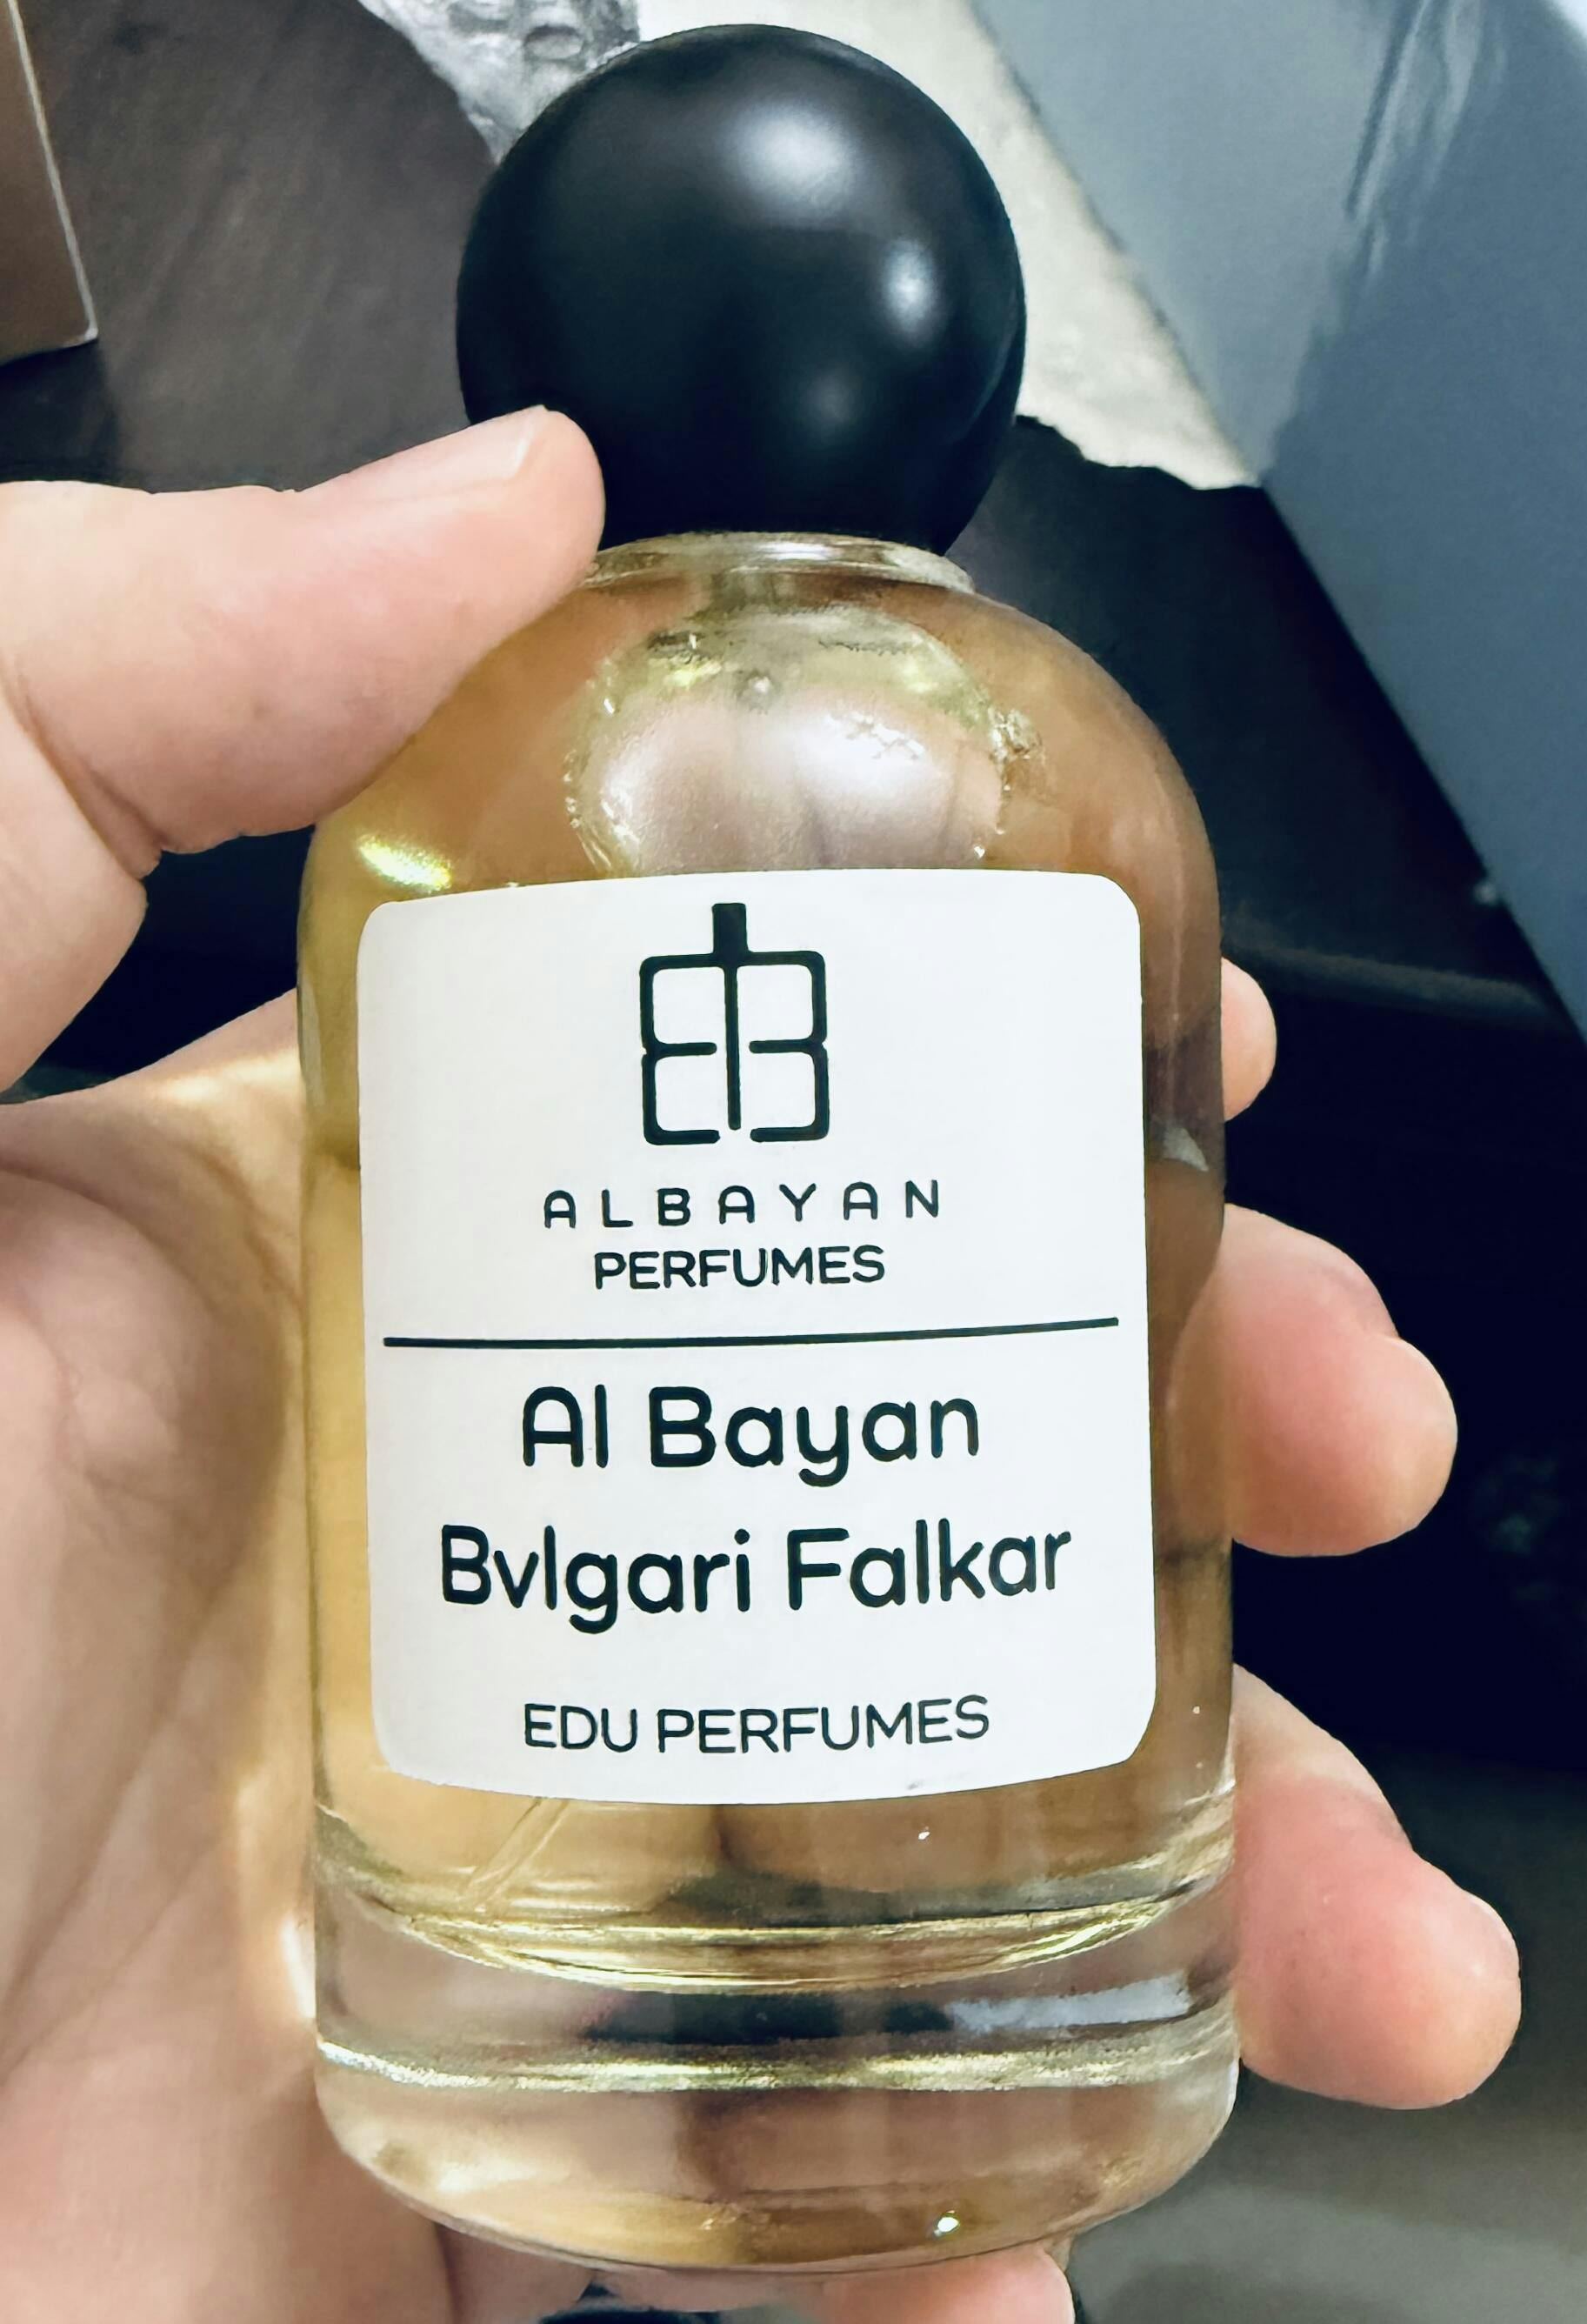 ALBAYAN
PERFUMES
Al Bayan
Bvlgari Falkar
EDU PERFUMES